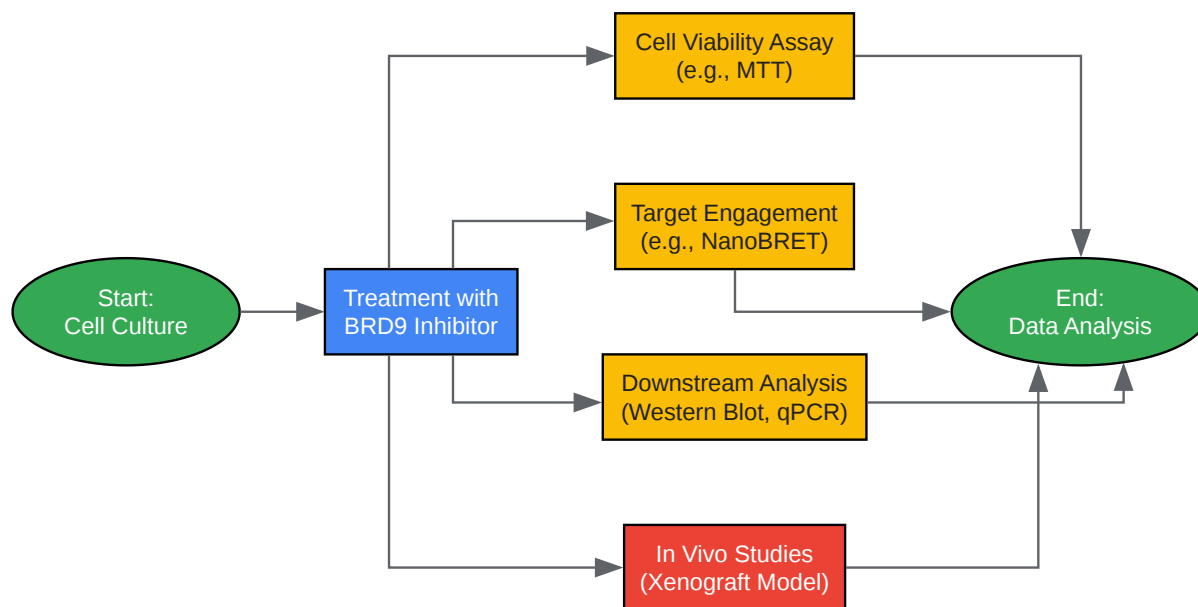 Cell Viability Assay
(e.g., MTT)
Target Engagement
(e.g., NanoBRET)
Start:
Cell Culture
Treatment with
BRD9 Inhibitor
End:
Data Analysis
Downstream Analysis
(Western Blot, qPCR)
In Vivo Studies
(Xenograft Model)